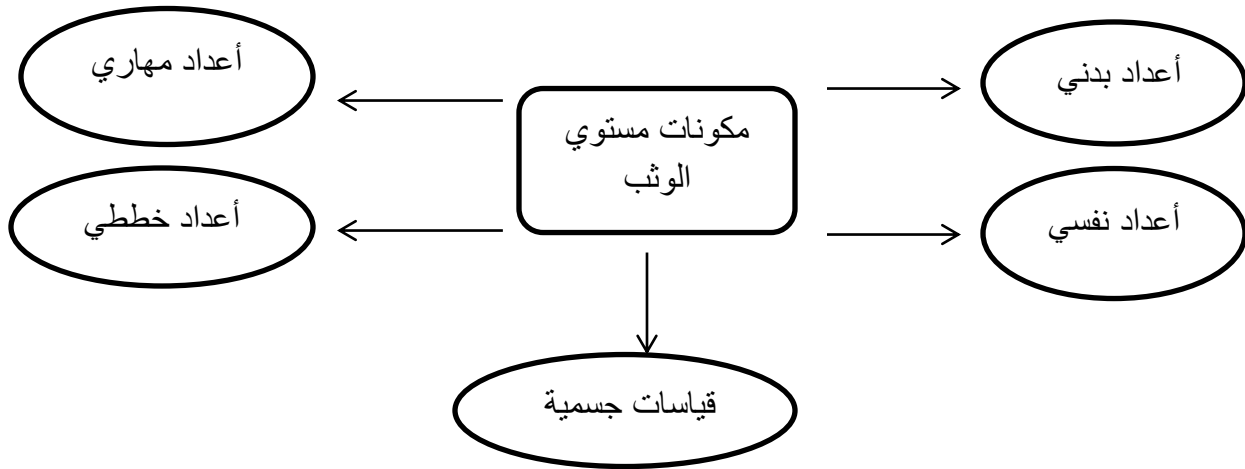 أعداد بدني
أعداد مهاري
مكونات مستوي
الوثب
أعداد نفسي
أعداد خططي
قياسات جسمية